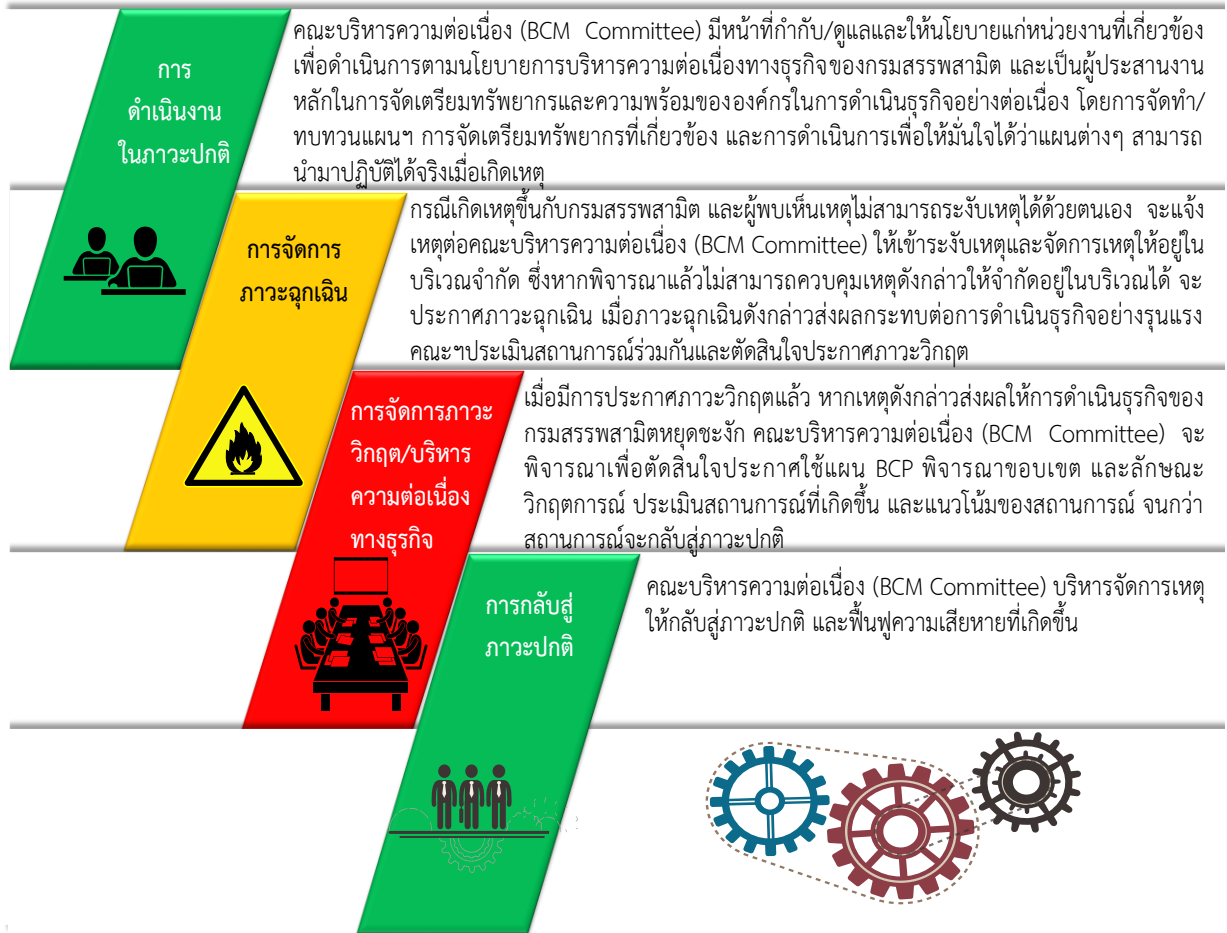 การ
ดำเนินงาน
ในภาวะปกติ
คณะบริหารความต่อเนื่อง (BCM Committee) มีหน้าที่กำกับ/ดูแลและให้นโยบายแก่หน่วยงานที่เกี่ยวข้อง
เพื่อดำเนินการตามนโยบายการบริหารความต่อเนื่องทางธุรกิจของกรมสรรพสามิต และเป็นผู้ประสานงาน
หลักในการจัดเตรียมทรัพยากรและความพร้อมขององค์กรในการดำเนินธุรกิจอย่างต่อเนื่อง โดยการจัดทำ/
ทบทวนแผนฯ การจัดเตรียมทรัพยากรที่เกี่ยวข้อง และการดำเนินการเพื่อให้มั่นใจได้ว่าแผนต่างๆ สามารถ
นำมาปฏิบัติได้จริงเมื่อเกิดเหตุ
การจัดการ
ภาวะฉุกเฉิน
กรณีเกิดเหตุขึ้นกับกรมสรรพสามิต และผู้พบเห็นเหตุไม่สามารถระงับเหตุได้ด้วยตนเอง จะแจ้ง
เหตุต่อคณะบริหารความต่อเนื่อง (BCM Committee) ให้เข้าระงับเหตุและจัดการเหตุให้อยู่ใน
บริเวณจำกัด ซึ่งหากพิจารณาแล้วไม่สามารถควบคุมเหตุดังกล่าวให้จำกัดอยู่ในบริเวณได้ จะ
ประกาศภาวะฉุกเฉิน เมื่อภาวะฉุกเฉินดังกล่าวส่งผลกระทบต่อการดำเนินธุรกิจอย่างรุนแรง
คณะฯประเมินสถานการณ์ร่วมกันและตัดสินใจประกาศภาวะวิกฤต
การจัดการภาวะ
วิกฤต/บริหาร
ความต่อเนื่อง
ทางธุรกิจ
เมื่อมีการประกาศภาวะวิกฤตแล้ว หากเหตุดังกล่าวส่งผลให้การดำเนินธุรกิจของ
กรมสรรพสามิตหยุดชะงัก คณะบริหารความต่อเนื่อง (BCM Committee) จะ
พิจารณาเพื่อตัดสินใจประกาศใช้แผน BCP พิจารณาขอบเขต และลักษณะ
วิกฤตการณ์ ประเมินสถานการณ์ที่เกิดขึ้น และแนวโน้มของสถานการณ์ จนกว่า
สถานการณ์จะกลับสู่ภาวะปกติ
การกลับสู่
ภาวะปกติ
คณะบริหารความต่อเนื่อง (BCM Committee) บริหารจัดการเหตุ
ให้กลับสู่ภาวะปกติ และฟื้นฟูความเสียหายที่เกิดขึ้น